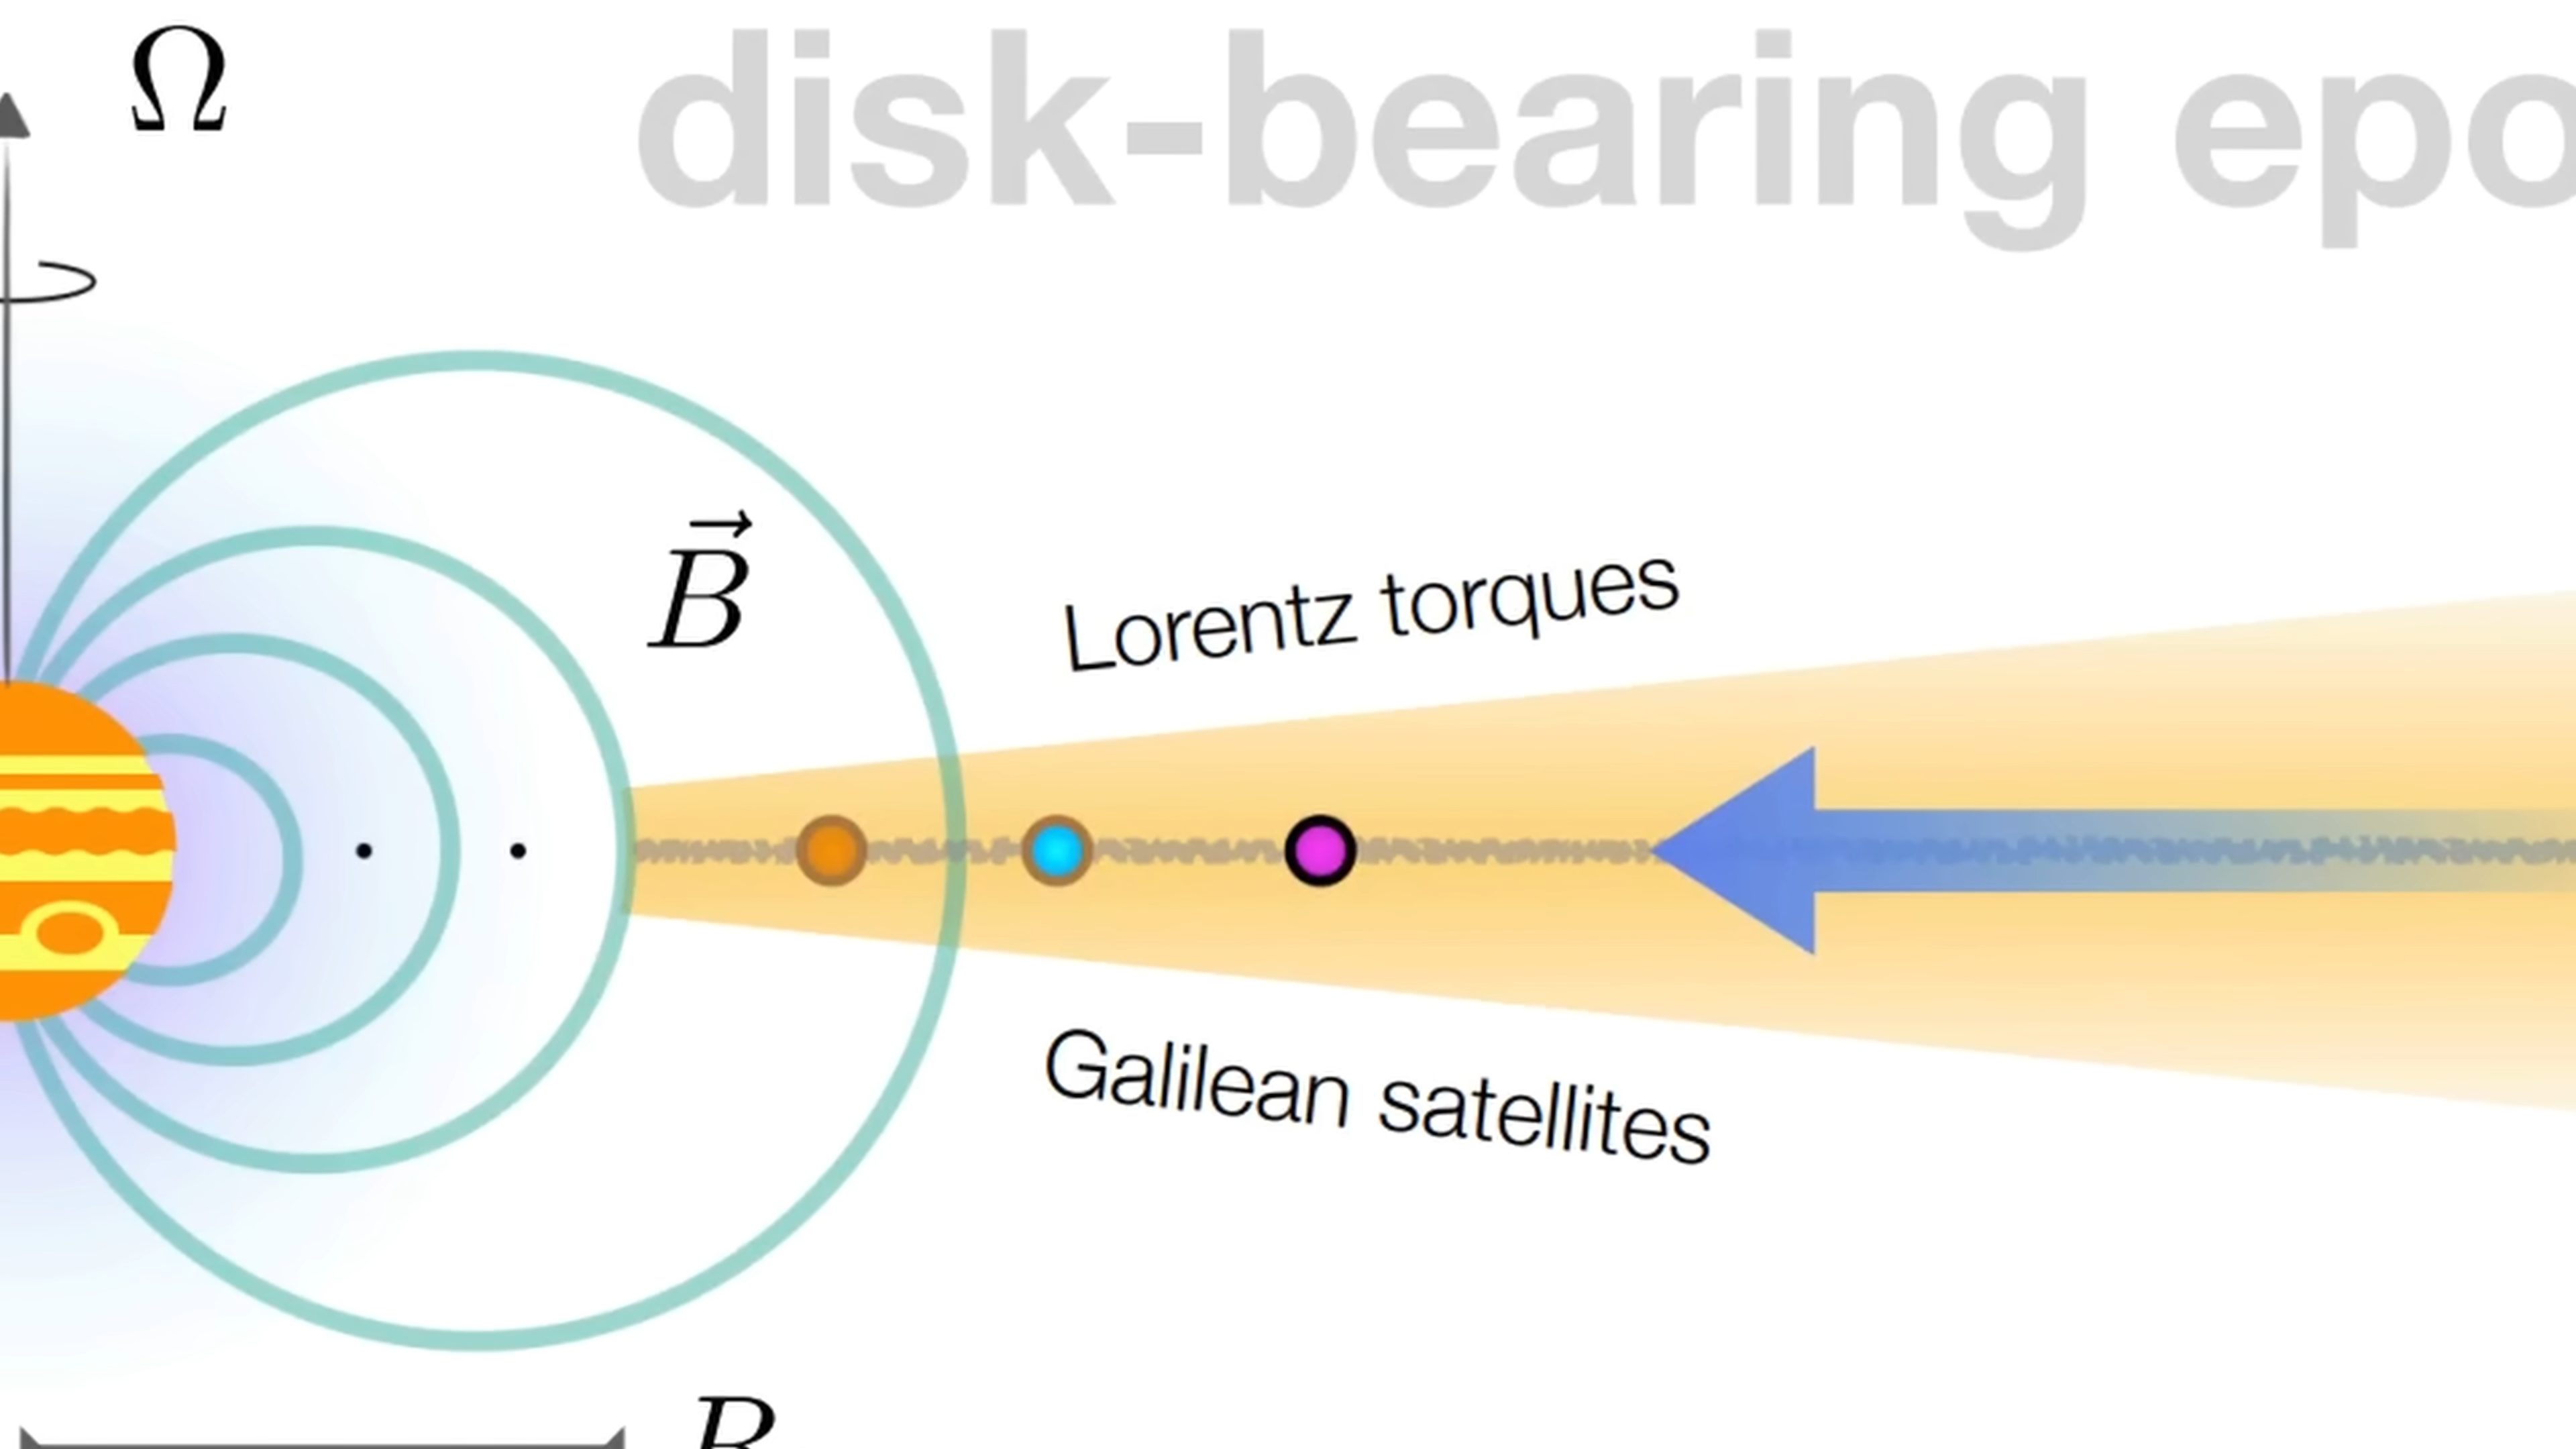 Ω
disk-bearing epo
B⃗
Lorentz torques
Galilean satellites
R